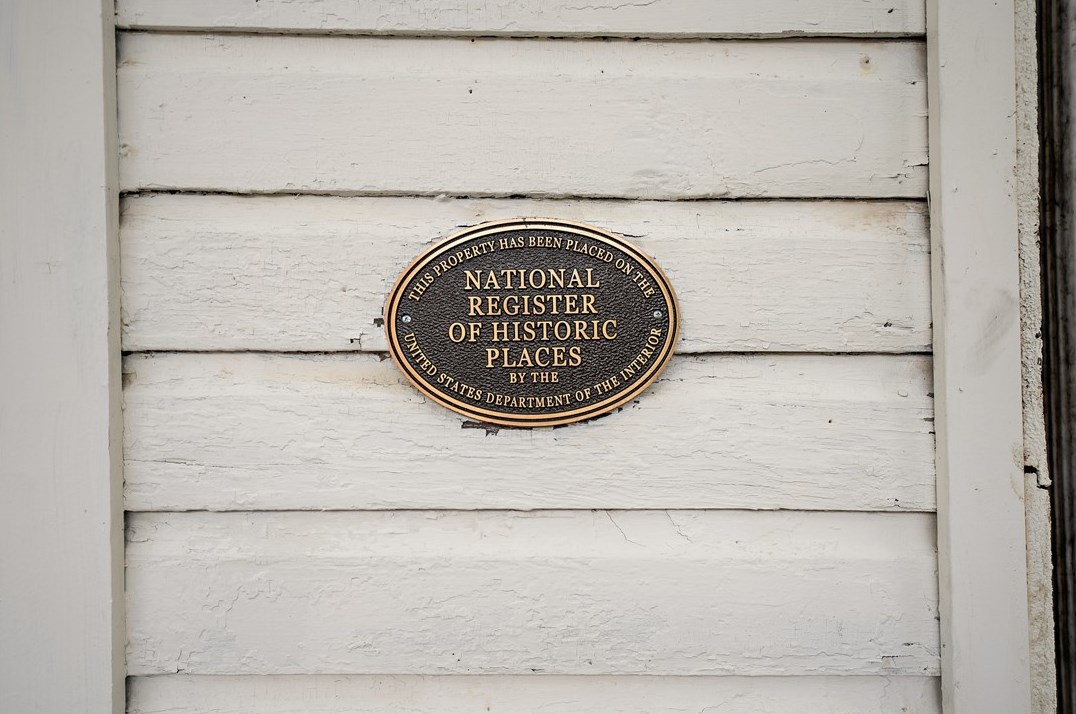 THIS PROPERTY HAS BEEN PLACED ON THE
NATIONAL
REGISTER
OF HISTORIC
PLACES
BY THE
UNITED STATES DEPARTMENT OF THE INTERIOR